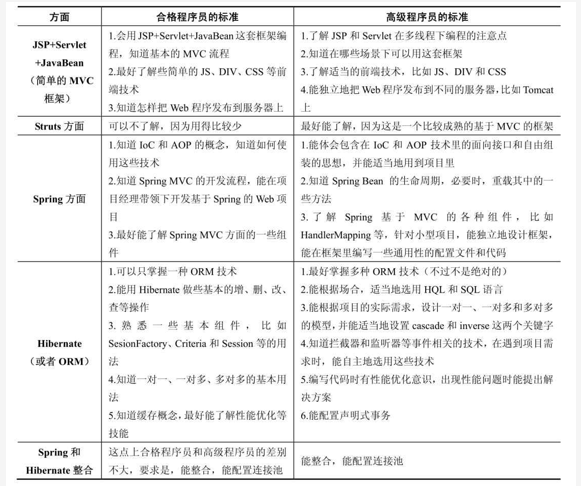 方面
合格程序员的标准
高级程序员的标准
JSP+Servlet
+JavaBean
（简单的 MVC
框架）
1.会用JSP+Servlet+JavaBean这套框架编
程，知道基本的 MVC 流程
2.最好了解些简单的 JS、DIV、CSS 等前
端技术
3.知道怎样把 Web 程序发布到服务器上
1.了解 JSP 和 Servlet 在多线程下编程的注意点
2.知道在哪些场景下可以用这套框架
3.了解适当的前端技术，比如 JS、DIV 和 CSS
4.能独立地把 Web 程序发布到不同的服务器，比如 Tomcat
上
Struts 方面
可以不了解，因为用得比较少
最好能了解，因为这是一个比较成熟的基于 MVC 的框架
Spring 方面
1.知道 IoC 和 AOP 的概念，知道如何使
用这些技术
2.知道 Spring MVC 的开发流程，能在项
目经理带领下开发基于 Spring 的 Web 项
目
3.最好能了解 Spring MVC 方面的一些组
件
1.能体会包含在 IoC 和 AOP 技术里的面向接口和自由组
装的思想，并能适当地用到项目里
2.知道 Spring Bean 的生命周期，必要时，重载其中的一
些方法
3.了解 Spring 基于 MVC 的各种组件，比如
HandlerMapping 等，针对小型项目，能独立地设计框架，
能在框架里编写一些通用性的配置文件和代码
Hibernate
（或者 ORM）
1.可以只掌握一种 ORM 技术
2.能用 Hibernate 做些基本的增、删、改、
查等操作
3.熟悉一些基本组件，比如
SesionFactory、Criteria 和 Session 等的用
法
4.知道一对一、一对多、多对多的基本用
法
5.知道缓存概念，最好能了解性能优化等
技能
1.最好掌握多种 ORM 技术（不过不是绝对的）
2.能根据场合，适当地选用 HQL 和 SQL 语言
3.能根据项目的实际需求，设计一对一、一对多和多对多
的模型，并能适当地设置 cascade 和 inverse 这两个关键字
4.知道拦截器和监听器等事件相关的技术，在遇到项目需
求时，能自主地选用这些技术
5.编写代码时有性能优化意识，出现性能问题时能提出解
决方案
6.能配置声明式事务
Spring 和
Hibernate 整合
这点上合格程序员和高级程序员的差别
不大，要求是，能整合，能配置连接池
能整合，能配置连接池